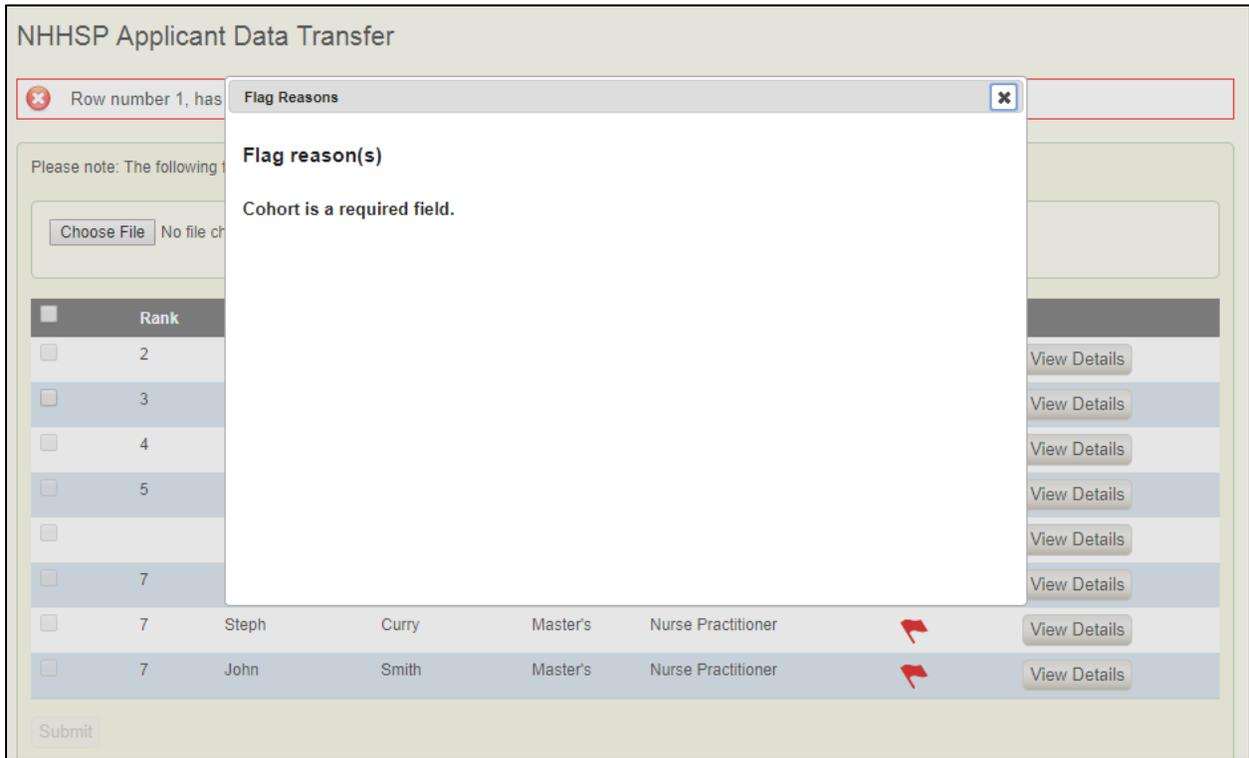 NHHSP Applicant Data Transfer
Row number 1, has
Flag Reasons
Flag reason(s)
Please note: The following
Cohort is a required field.
Choose File No file ch
Rank
2 View Details
3 View Details
4 View Details
5 View Details
View Details
7 View Details
7 Steph Curry Master's Nurse Practitioner View Details
7 John Smith Master's Nurse Practitioner View Details
Submit